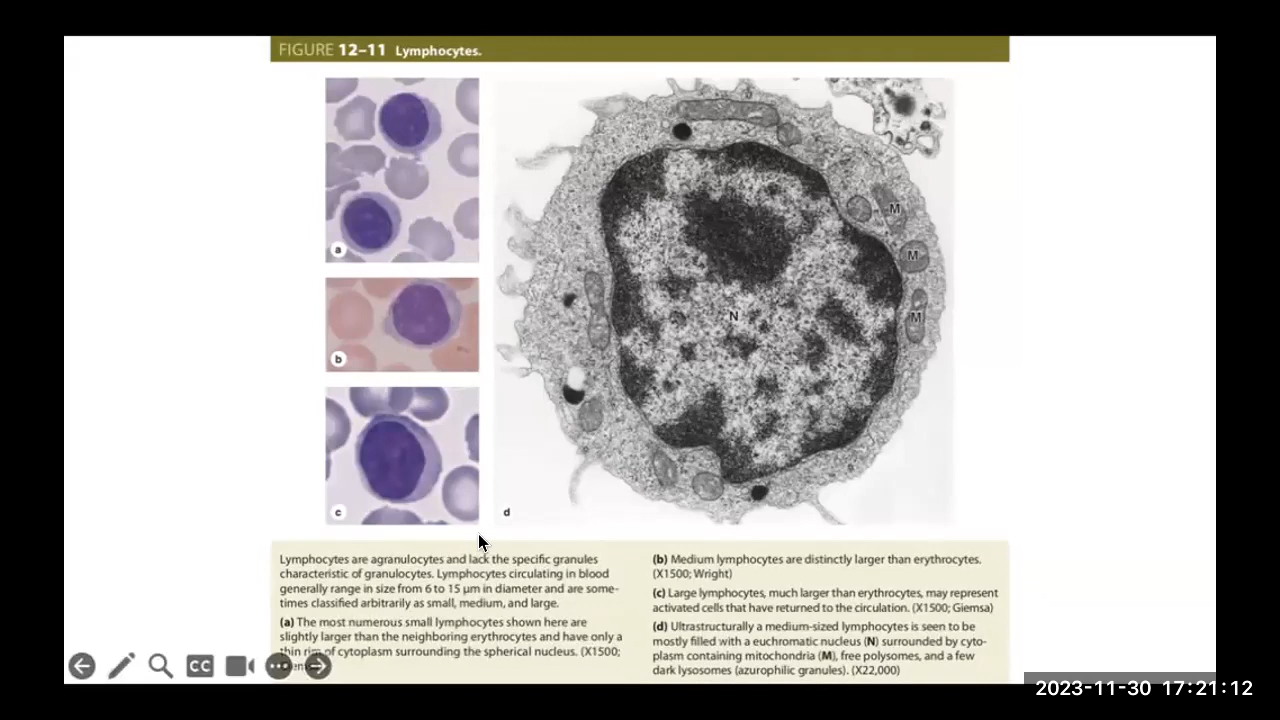 FIGURE 12–11 Lymphocytes.
a
b
c
d
M
M
M
N
Lymphocytes are agranulocytes and lack the specific granules
characteristic of granulocytes. Lymphocytes circulating in blood
generally range in size from 6 to 15 μm in diameter and are some-
times classified arbitrarily as small, medium, and large.
(a) The most numerous small lymphocytes shown here are
slightly larger than the neighboring erythrocytes and have only a
thin rim of cytoplasm surrounding the spherical nucleus. (X1500;
(b) Medium lymphocytes are distinctly larger than erythrocytes.
(X1500; Wright)
(c) Large lymphocytes, much larger than erythrocytes, may represent
activated cells that have returned to the circulation. (X1500; Giemsa)
(d) Ultrastructurally a medium-sized lymphocytes is seen to be
mostly filled with a euchromatic nucleus (N) surrounded by cyto-
plasm containing mitochondria (M), free polysomes, and a few
dark lysosomes (azurophilic granules). (X22,000)
CC
2023-11-30 17:21:12